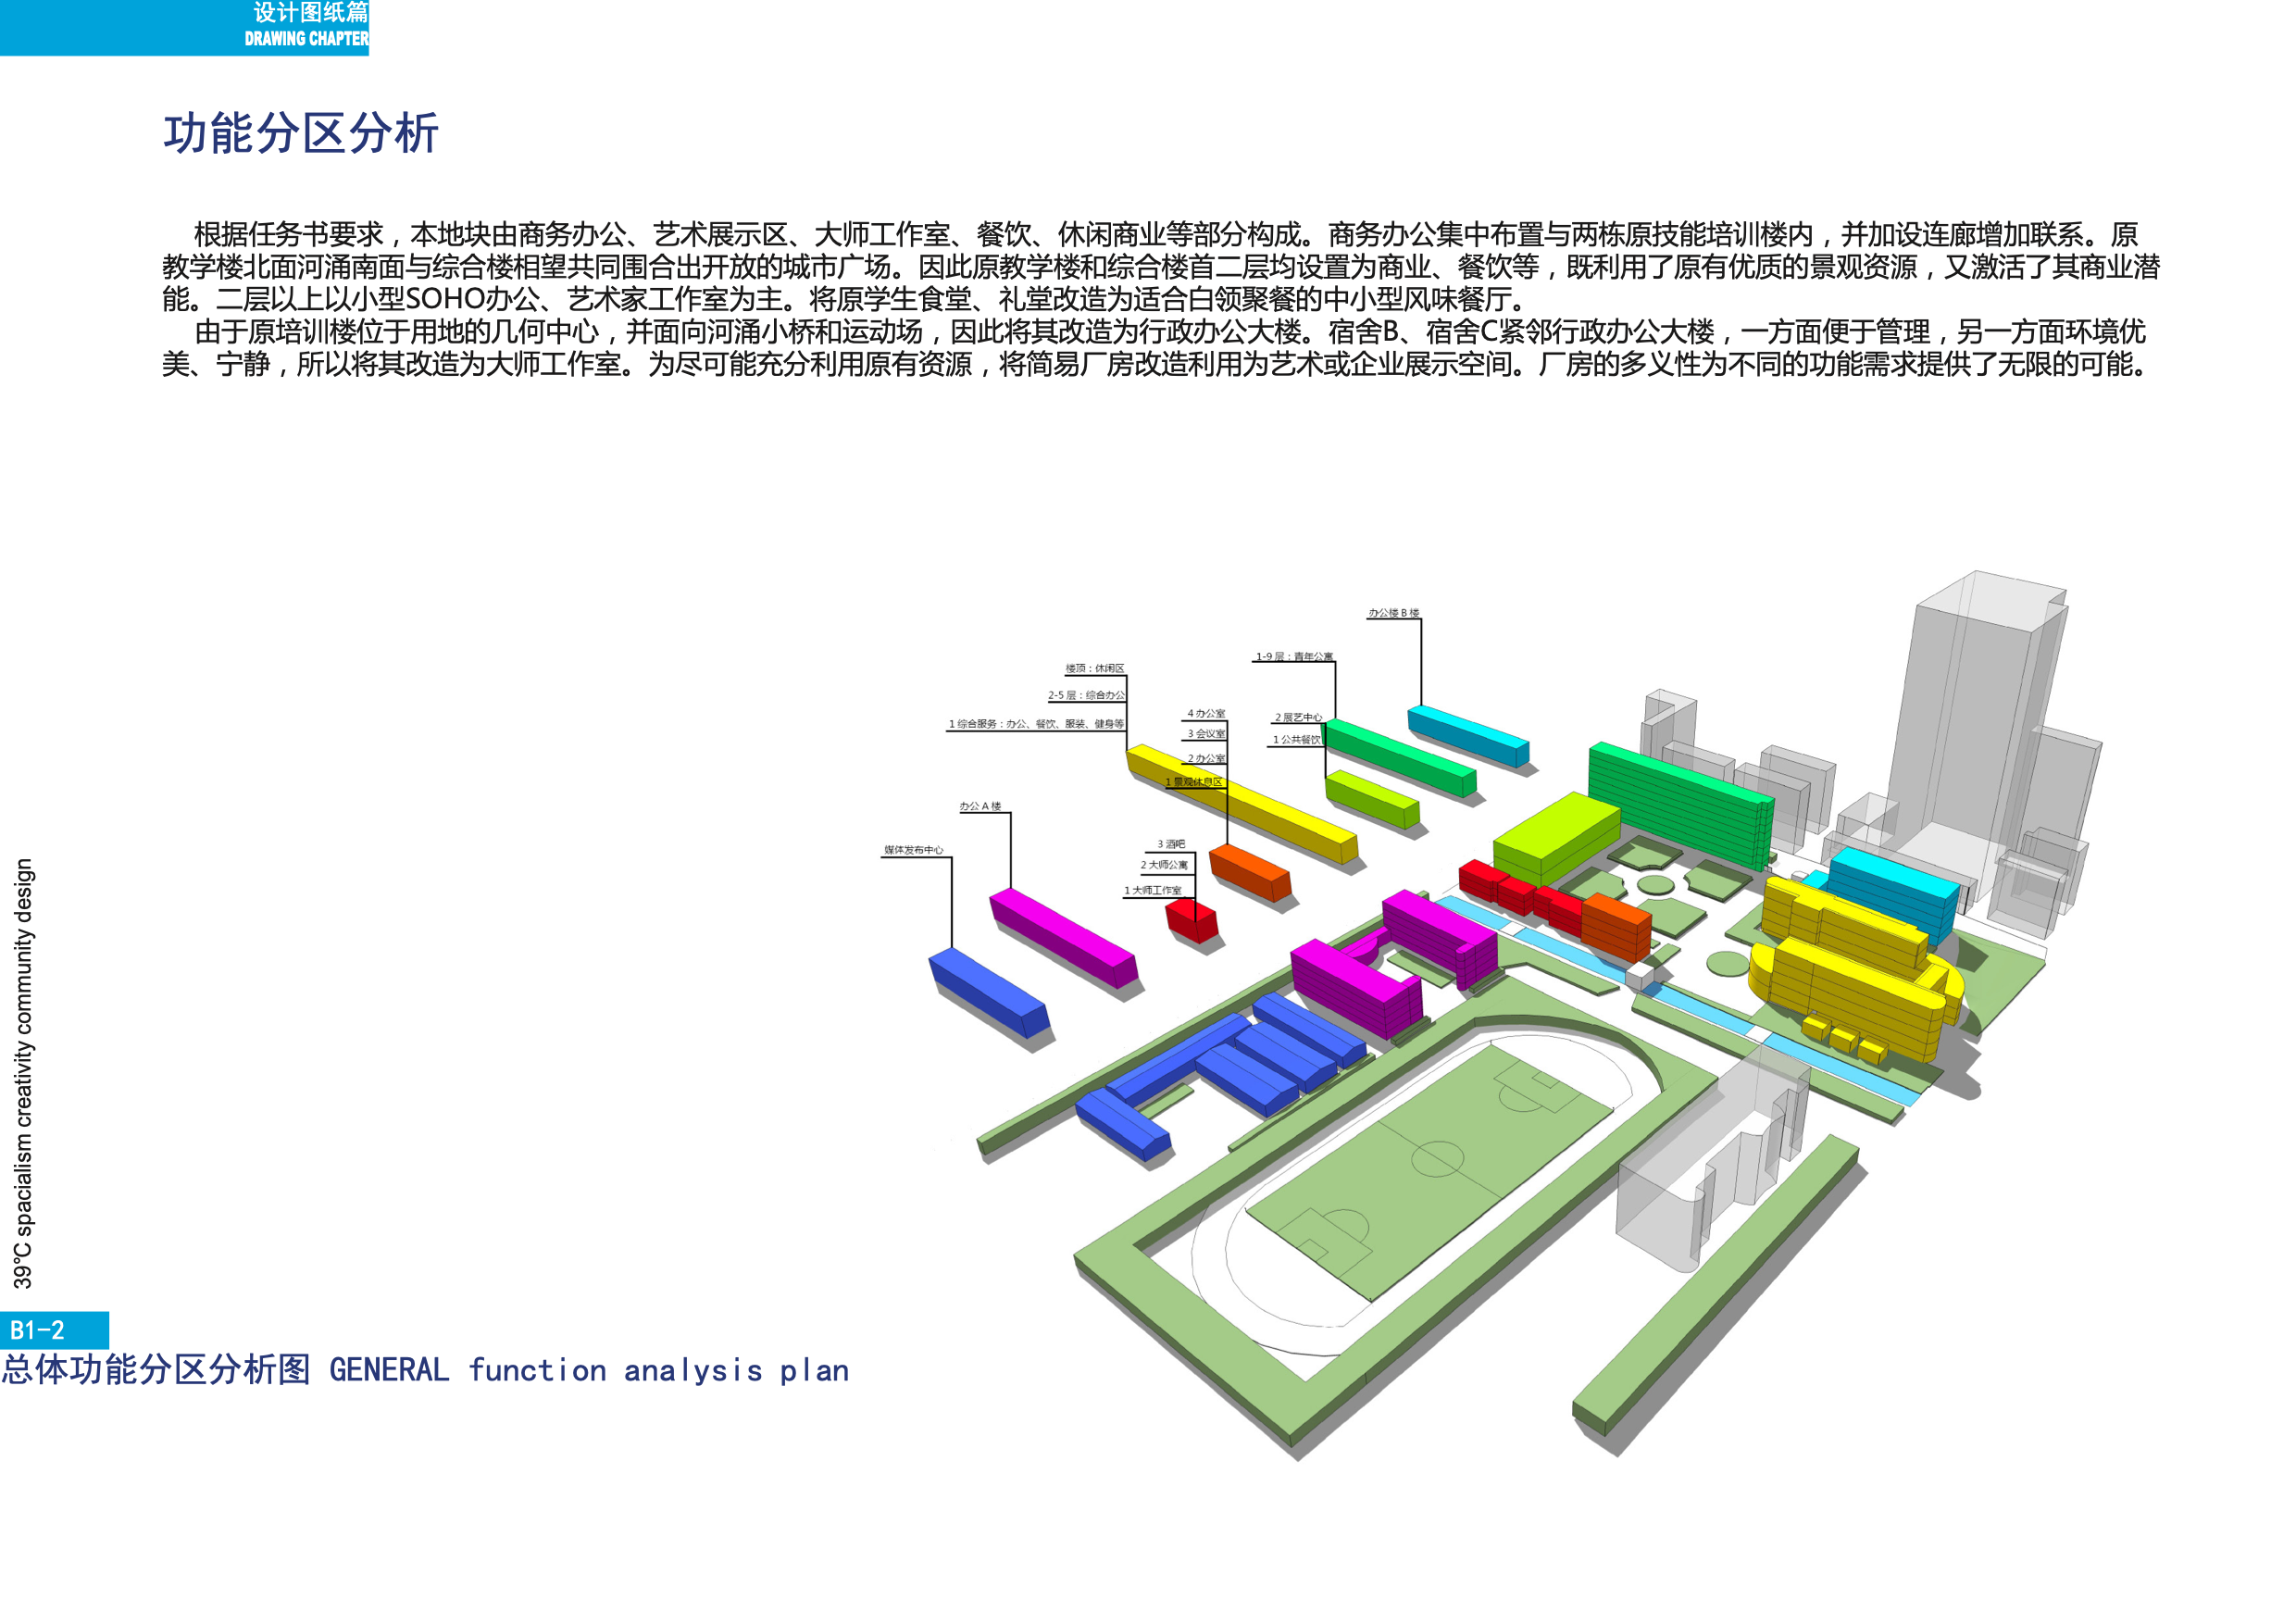 设计图纸篇
DRAWING CHAPTER
功能分区分析
根据任务书要求，本地块由商务办公、艺术展示区、大师工作室、餐饮、休闲商业等部分构成。商务办公集中布置与两栋原技能培训楼内，并加设连廊增加联系。原
教学楼北面河涌南面与综合楼相望共同围合出开放的城市广场。因此原教学楼和综合楼首二层均设置为商业、餐饮等，既利用了原有优质的景观资源，又激活了其商业潜
能。二层以上以小型SOHO办公、艺术家工作室为主。将原学生食堂、礼堂改造为适合白领聚餐的中小型风味餐厅。
由于原培训楼位于用地的几何中心，并面向河涌小桥和运动场，因此将其改造为行政办公大楼。宿舍B、宿舍C紧邻行政办公大楼，一方面便于管理，另一方面环境优
美、宁静，所以将其改造为大师工作室。为尽可能充分利用原有资源，将简易厂房改造利用为艺术或企业展示空间。厂房的多义性为不同的功能需求提供了无限的可能。
办公楼 B 楼
1-9 层：青年公寓
楼顶：休闲区
2-5 层：综合办公
1 综合服务：办公、餐饮、服装、健身等
4 办公室
3 会议室
2 办公室
1 景观休息区
2 展艺中心
1 公共餐饮
办公 A 楼
媒体发布中心
3 酒吧
2 大师公寓
1 大师工作室
39℃ spacialism creativity community design
B1-2
总体功能分区分析图 GENERAL function analysis plan